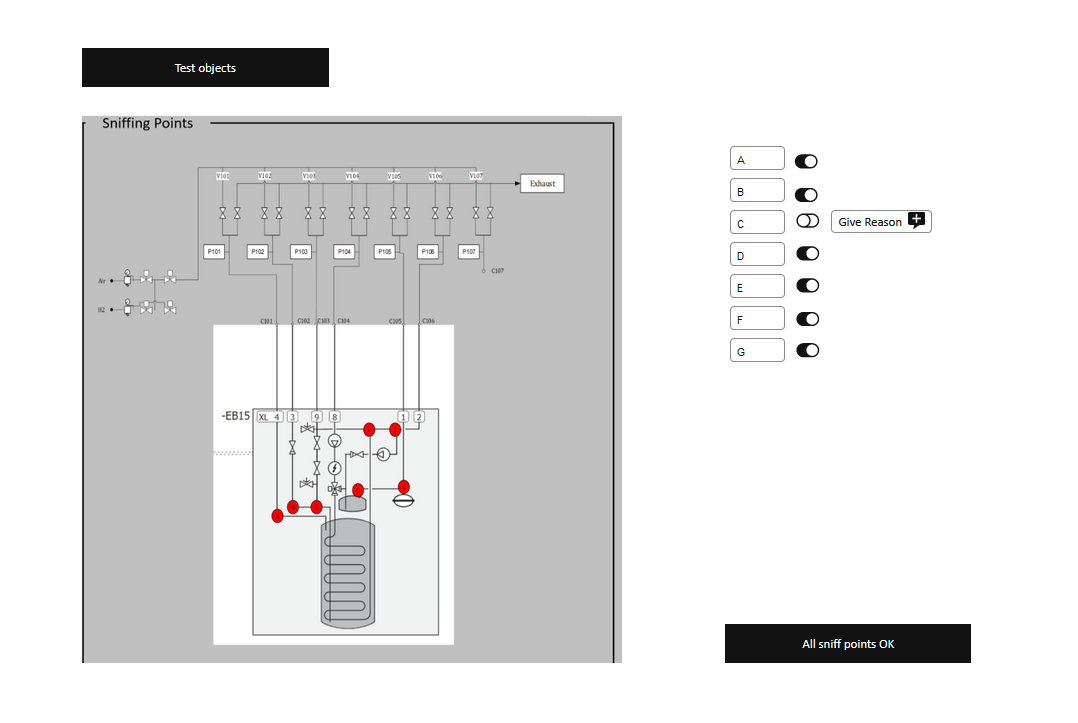 Test objects
Sniffing Points
V101 V102 V103 V104 V105 V106 V107
Exhaust
P101 P102 P103 P104 P105 P106 P107
C107
Air
H2
C101 C102 C103 C104 C105 C106
-EB15 XL 4 3 9 8 1 2
A
B
C Give Reason
D
E
F
G
All sniff points OK